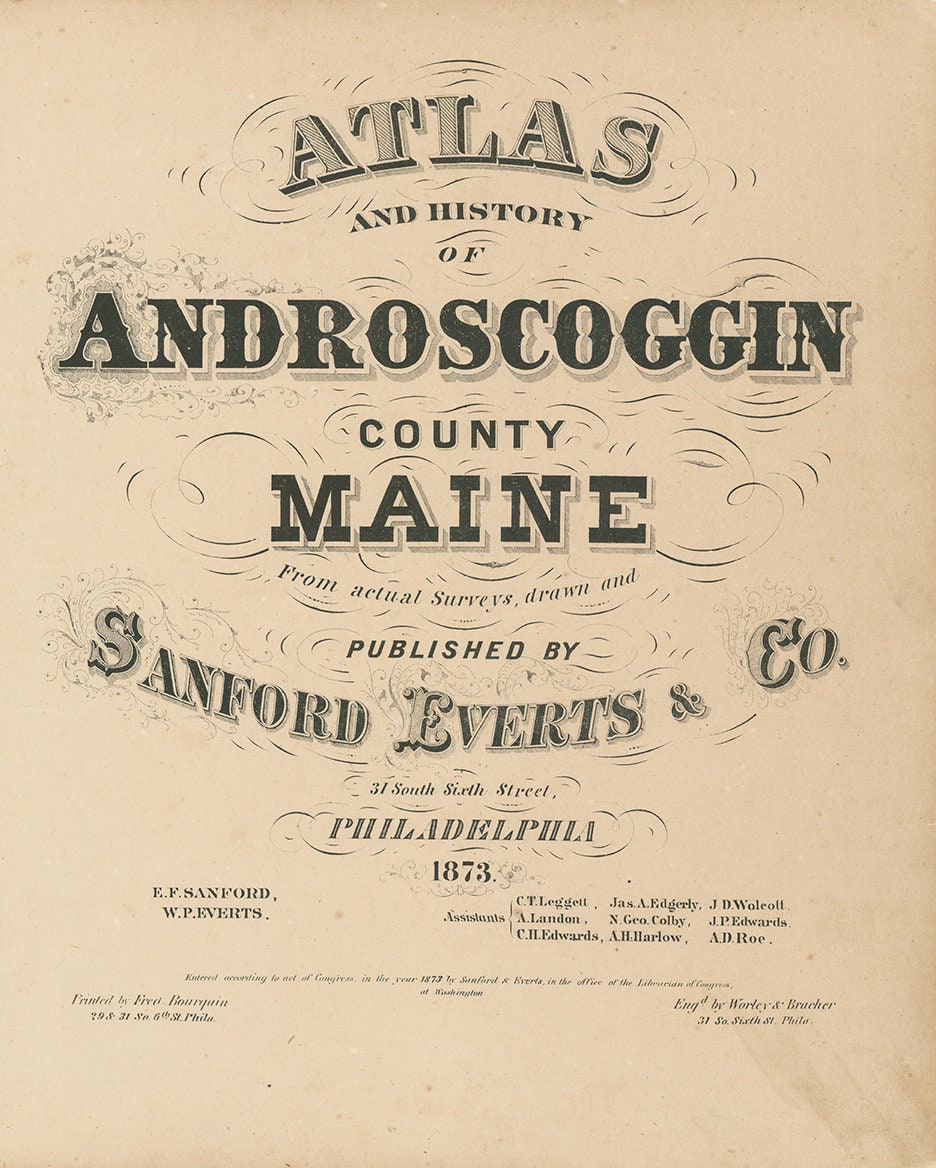 ATLAS
AND HISTORY
OF
ANDROSCOGGIN
COUNTY
MAINE
From actual Surveys, drawn and
PUBLISHED BY
SANFORD EVERTS & CO.
31 South Sixth Street,
PHILADELPHIA
1873.
E.F. SANFORD,
W.P. EVERTS.
Assistants
C.T. Leggett, Jas. A. Edgerly, J D. Wolcott.
A. Landon, N. Geo. Colby, J.P. Edwards.
C.H. Edwards, A.H. Harlow, A.D. Roe.
Entered according to act of Congress. in the year 1873 by Sanford & Everts, in the office of the Librarian of Congress,
at Washington
Printed by Fred. Bourquin
29 & 31 So. 6th St. Phila.
Engd by Worley & Bracher
31 So. Sixth St. Phila.